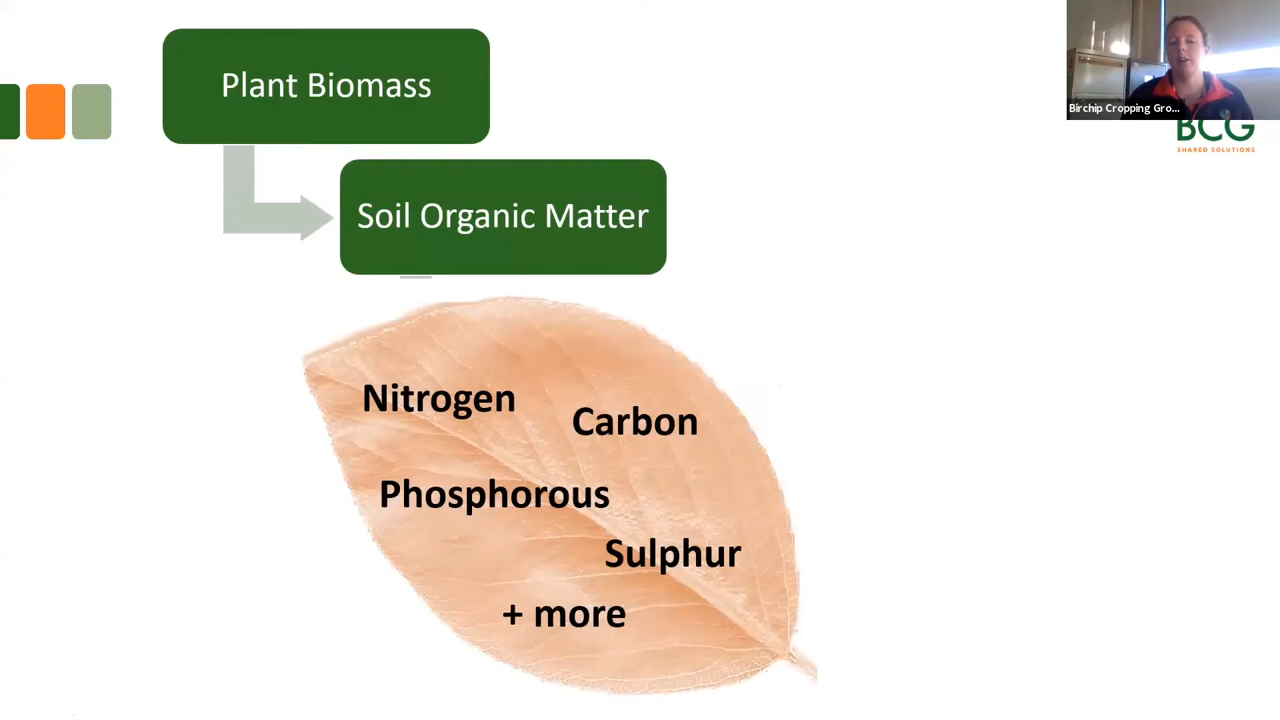 Plant Biomass
Birchip Cropping Gro...
BCG
SHARED SOLUTIONS
Soil Organic Matter
Nitrogen
Carbon
Phosphorous
Sulphur
+ more